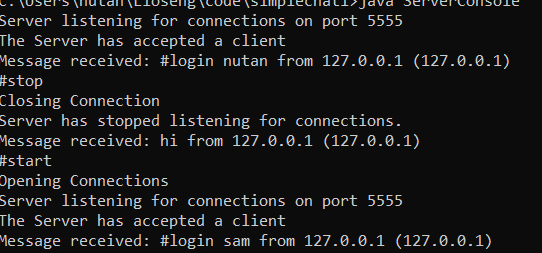 C:\Users\nutan\Lloseng\code\simplechat1>java ServerConsole
Server listening for connections on port 5555
The Server has accepted a client
Message received: #login nutan from 127.0.0.1 (127.0.0.1)
#stop
Closing Connection
Server has stopped listening for connections.
Message received: hi from 127.0.0.1 (127.0.0.1)
#start
Opening Connections
Server listening for connections on port 5555
The Server has accepted a client
Message received: #login sam from 127.0.0.1 (127.0.0.1)